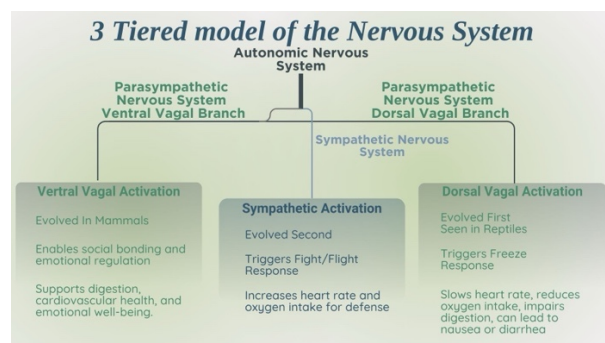 3 Tiered model of the Nervous System
Autonomic Nervous
System
Parasympathetic
Nervous System
Ventral Vagal Branch
Parasympathetic
Nervous System
Dorsal Vagal Branch
Sympathetic Nervous
System
Vertral Vagal Activation
Evolved In Mammals
Enables social bonding and
emotional regulation
Supports digestion,
cardiovascular health, and
emotional well-being.
Sympathetic Activation
Evolved Second
Triggers Fight/Flight
Response
Increases heart rate and
oxygen intake for defense
Dorsal Vagal Activation
Evolved First
Seen in Reptiles
Triggers Freeze
Response
Slows heart rate, reduces
oxygen intake, impairs
digestion, can lead to
nausea or diarrhea